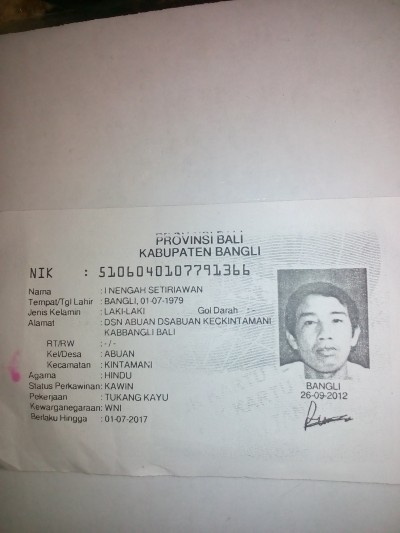 PROVINSI BALI
KABUPATEN BANGLI
NIK : 5106040107791366
Nama : I NENGAH SETIRIAWAN
Tempat/Tgl Lahir : BANGLI, 01-07-1979
Jenis Kelamin : LAKI-LAKI Gol Darah : -
Alamat : DSN ABUAN DSABUAN KECKINTAMANI
KABBANGLI BALI
RT/RW : -/-
Kel/Desa : ABUAN
Kecamatan : KINTAMANI
Agama : HINDU
Status Perkawinan: KAWIN
Pekerjaan : TUKANG KAYU
Kewarganegaraan: WNI
Berlaku Hingga : 01-07-2017
BANGLI
26-09-2012